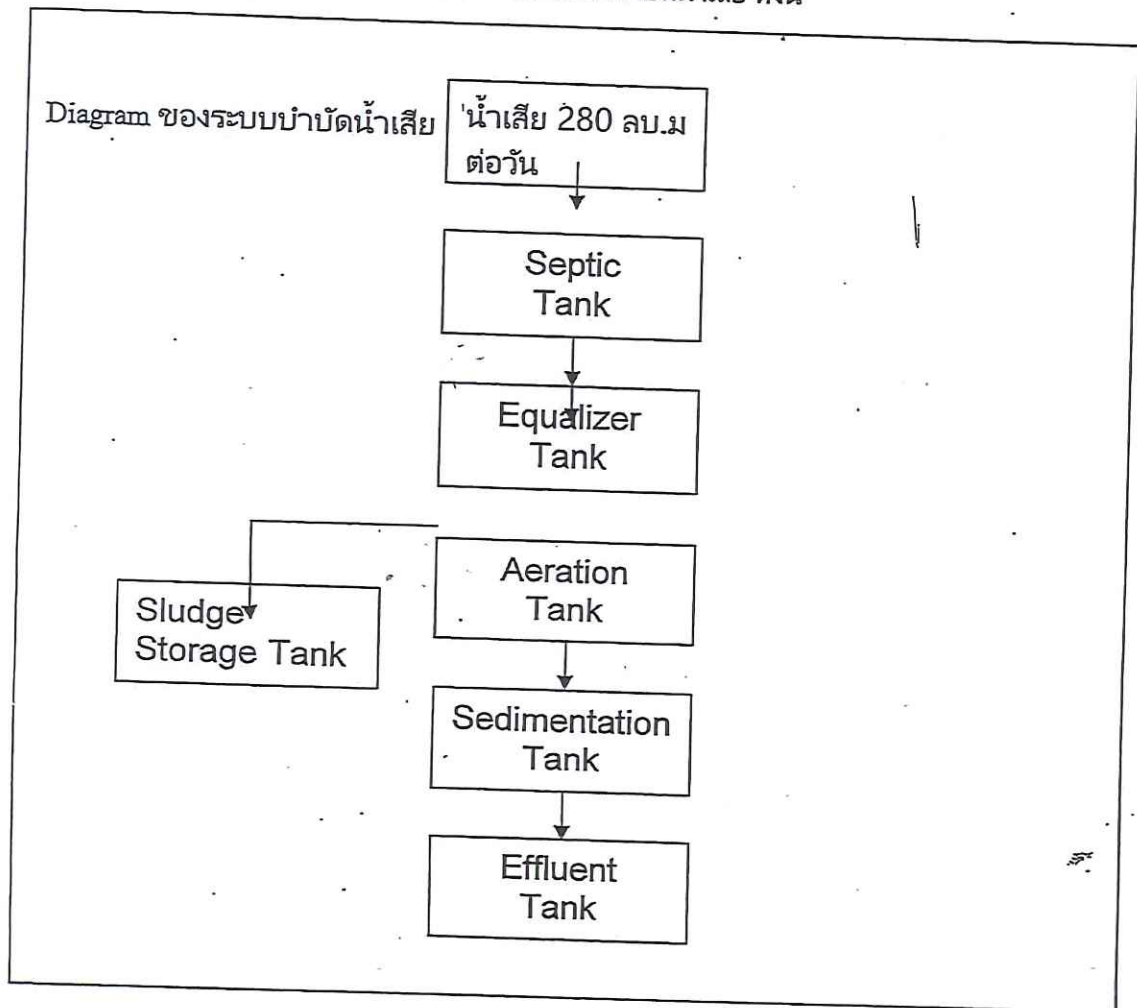 Diagram ของระบบบำบัดน้ำเสีย
'น้ำเสีย 280 ลบ.ม
ต่อวัน
Septic
Tank
Equalizer
Tank
Aeration
Tank
Sludge
Storage Tank
Sedimentation
Tank
Effluent
Tank